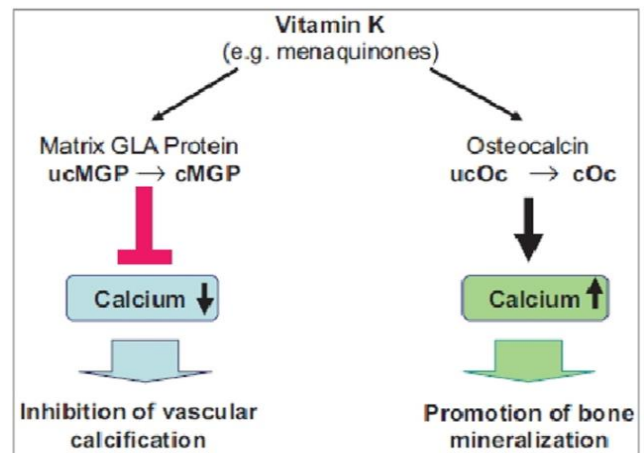 Vitamin K
(e.g. menaquinones)
Matrix GLA Protein
ucMGP → cMGP
Osteocalcin
ucOc → cOc
Calcium ↓
Calcium ↑
Inhibition of vascular
calcification
Promotion of bone
mineralization